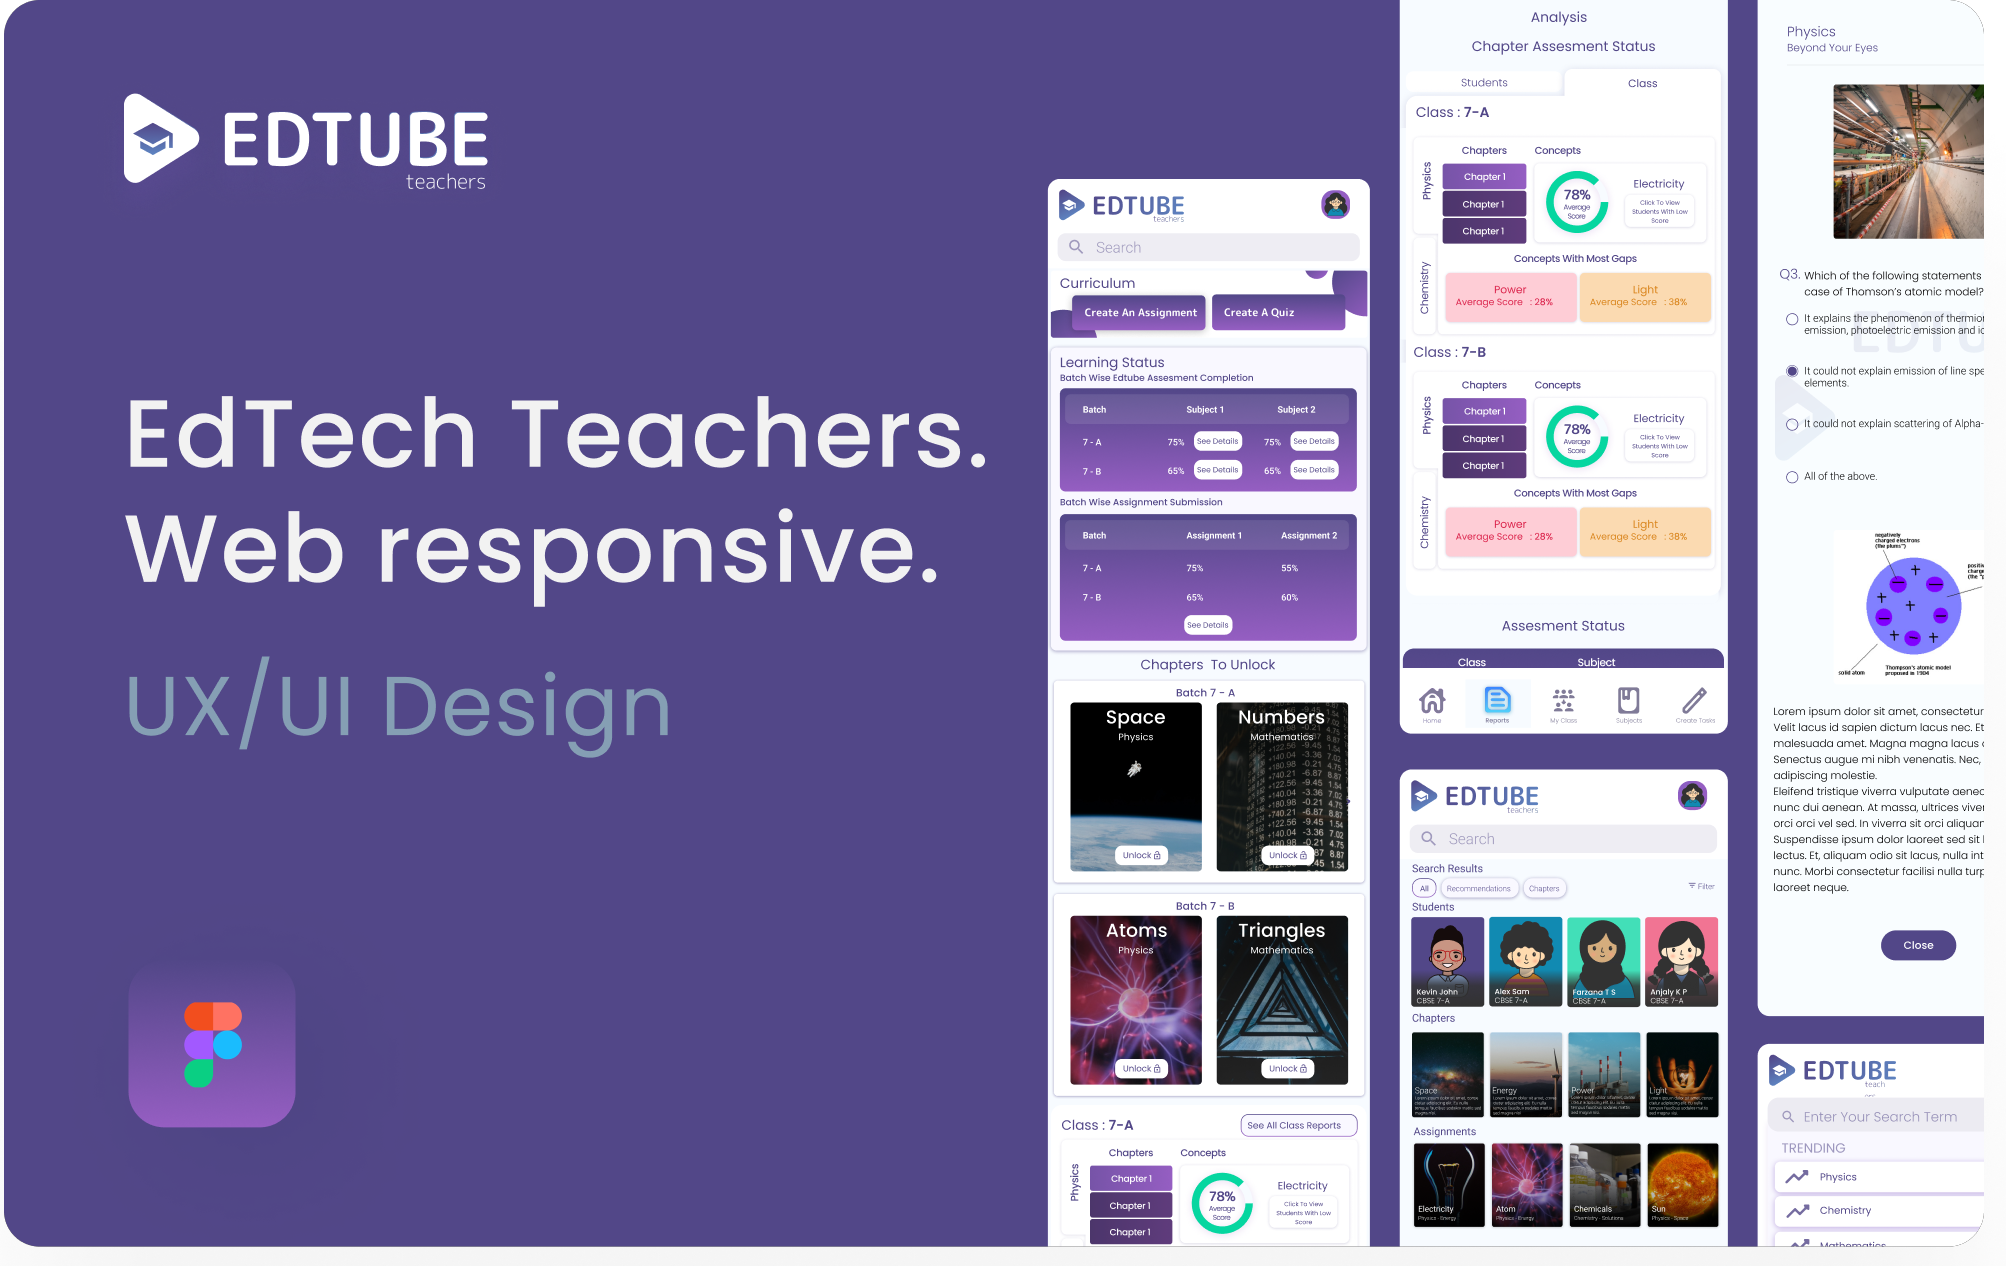 EDTUBE
teachers
EdTech Teachers.
Web responsive.
UX/UI Design
EDTUBE
teachers
Search
Curriculum
Create An Assignment
Create A Quiz
Learning Status
Batch Wise Edtube Assesment Completion
Batch Subject 1 Subject 2
7 - A 75% See Details 75% See Details
7 - B 65% See Details 65% See Details
Batch Wise Assignment Submission
Batch Assignment 1 Assignment 2
7 - A 75% 55%
7 - B 65% 60%
See Details
Chapters To Unlock
Batch 7 - A
Space
Physics
Unlock
Numbers
Mathematics
Unlock
Batch 7 - B
Atoms
Physics
Unlock
Triangles
Mathematics
Unlock
Class : 7-A
See All Class Reports
Physics
Chapters
Chapter 1
Chapter 1
Chapter 1
Concepts
78%
Average
Score
Electricity
Click To View
Students With Low
Score
Analysis
Chapter Assesment Status
Students
Class
Class : 7-A
Physics
Chemistry
Chapters
Chapter 1
Chapter 1
Chapter 1
Concepts
78%
Average
Score
Electricity
Click To View
Students With Low
Score
Concepts With Most Gaps
Power
Average Score : 28%
Light
Average Score : 38%
Class : 7-B
Physics
Chemistry
Chapters
Chapter 1
Chapter 1
Chapter 1
Concepts
78%
Average
Score
Electricity
Click To View
Students With Low
Score
Concepts With Most Gaps
Power
Average Score : 28%
Light
Average Score : 38%
Assesment Status
Class Subject
Home
Reports
My Class
Subjects
Create Tasks
EDTUBE
teachers
Search
Search Results
All
Recommendations
Chapters
Filter
Students
Kevin John
CBSE 7-A
Alex Sam
CBSE 7-A
Farzana T S
CBSE 7-A
Anjaly K P
CBSE 7-A
Chapters
Space
Energy
Power
Light
Assignments
Electricity
Physics - Energy
Atom
Physics - Energy
Chemicals
Chemistry - Solutions
Sun
Physics - Space
Physics
Beyond Your Eyes
Q3. Which of the following statements
case of Thomson's atomic model?
It explains the phenomenon of thermion
emission, photoelectric emission and io
It could not explain emission of line spe
elements.
It could not explain scattering of Alpha-
All of the above.
negatively
charged electrons
(the plums")
solid atom
Thompson's atomic model
proposed in 1904
Lorem ipsum dolor sit amet, consectetur
Velit lacus id sapien dictum lacus nec. Et
malesuada amet. Magna magna lacus
Senectus augue mi nibh venenatis. Nec,
adipiscing molestie.
Eleifend tristique viverra vulputate aenec
nunc dui aenean. At massa, ultrices viver
orci orci vel sed. In viverra sit orci aliquar
Suspendisse ipsum dolor laoreet sed sit
lectus. Et, aliquam odio sit lacus, nulla int
nunc. Morbi consectetur facilisi nulla turp
laoreet neque.
Close
EDTUBE
teach
Enter Your Search Term
TRENDING
Physics
Chemistry
Mathematics